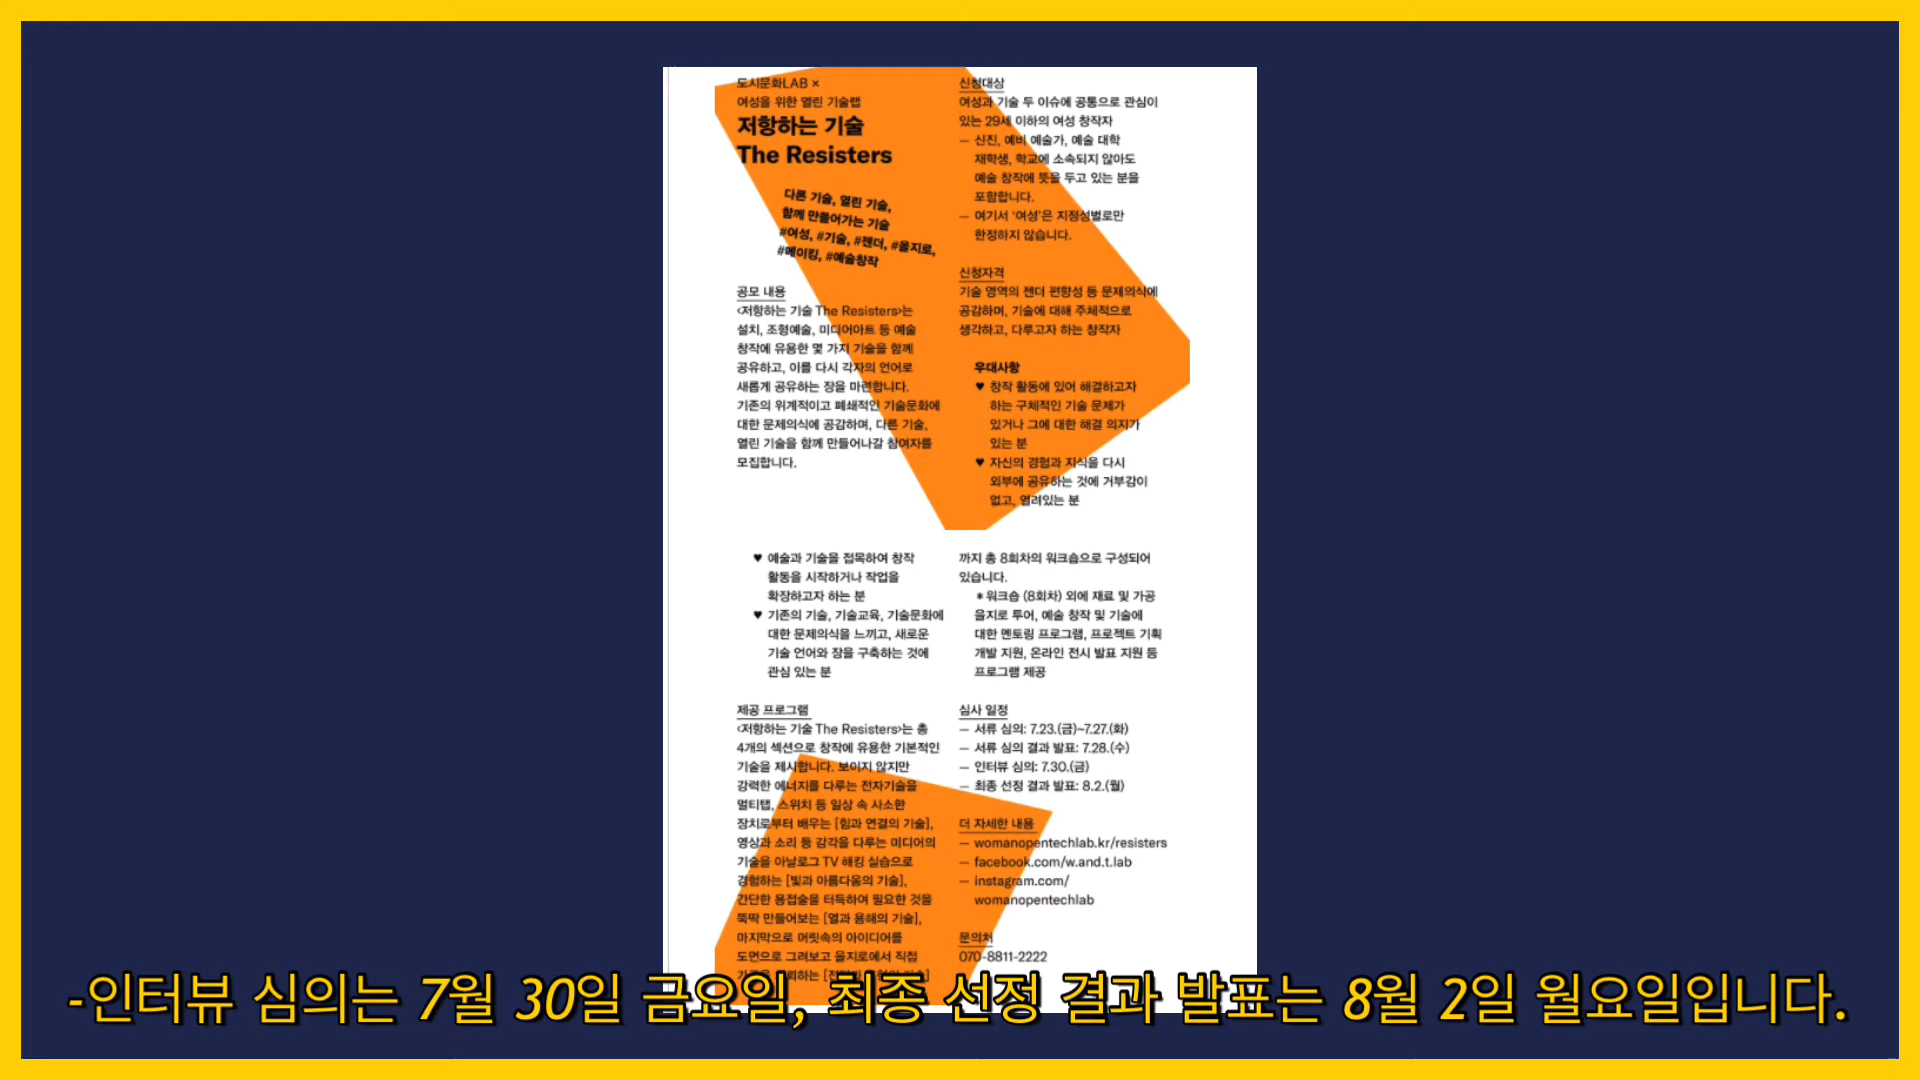 도시문화LAB ×
여성을 위한 열린 기술랩
저항하는 기술
The Resisters
다른 기술, 열린 기술,
함께 만들어가는 기술
#여성, #기술, #젠더, #을지로,
#메이킹, #예술창작
공모 내용
<저항하는 기술 The Resisters>는
설치, 조형예술, 미디어아트 등 예술
창작에 유용한 몇 가지 기술을 함께
공유하고, 이를 다시 각자의 언어로
새롭게 공유하는 장을 마련합니다.
기존의 위계적이고 폐쇄적인 기술문화에
대한 문제의식에 공감하며, 다른 기술,
열린 기술을 함께 만들어나갈 참여자를
모집합니다.
신청대상
여성과 기술 두 이슈에 공통으로 관심이
있는 29세 이하의 여성 창작자
— 신진, 예비 예술가, 예술 대학
재학생, 학교에 소속되지 않아도
예술 창작에 뜻을 두고 있는 분을
포함합니다.
— 여기서 '여성'은 지정성별로만
한정하지 않습니다.
신청자격
기술 영역의 젠더 편향성 등 문제의식에
공감하며, 기술에 대해 주체적으로
생각하고, 다루고자 하는 창작자
우대사항
♥ 창작 활동에 있어 해결하고자
하는 구체적인 기술 문제가
있거나 그에 대한 해결 의지가
있는 분
♥ 자신의 경험과 지식을 다시
외부에 공유하는 것에 거부감이
없고, 열려있는 분
♥ 예술과 기술을 접목하여 창작
활동을 시작하거나 작업을
확장하고자 하는 분
♥ 기존의 기술, 기술교육, 기술문화에
대한 문제의식을 느끼고, 새로운
기술 언어와 장을 구축하는 것에
관심 있는 분
제공 프로그램
<저항하는 기술 The Resisters>는 총
4개의 섹션으로 창작에 유용한 기본적인
기술을 제시합니다. 보이지 않지만
강력한 에너지를 다루는 전자기술을
멀티탭, 스위치 등 일상 속 사소한
장치로부터 배우는 [힘과 연결의 기술],
영상과 소리 등 감각을 다루는 미디어의
기술을 아날로그 TV 해킹 실습으로
경험하는 [빛과 아름다움의 기술],
간단한 용접술을 터득하여 필요한 것을
뚝딱 만들어보는 [열과 용해의 기술],
마지막으로 머릿속의 아이디어를
도면으로 그려보고 을지로에서 직접
까지 총 8회차의 워크숍으로 구성되어
있습니다.
* 워크숍 (8회차) 외에 재료 및 가공
을지로 투어, 예술 창작 및 기술에
대한 멘토링 프로그램, 프로젝트 기획
개발 지원, 온라인 전시 발표 지원 등
프로그램 제공
심사 일정
— 서류 심의: 7.23.(금)~7.27.(화)
— 서류 심의 결과 발표: 7.28.(수)
— 인터뷰 심의: 7.30.(금)
— 최종 선정 결과 발표: 8.2.(월)
더 자세한 내용
— womanopentechlab.kr/resisters
— facebook.com/w.and.t.lab
— instagram.com/
womanopentechlab
문의처
070-8811-2222
-인터뷰 심의는 7월 30일 금요일, 최종 선정 결과 발표는 8월 2일 월요일입니다.